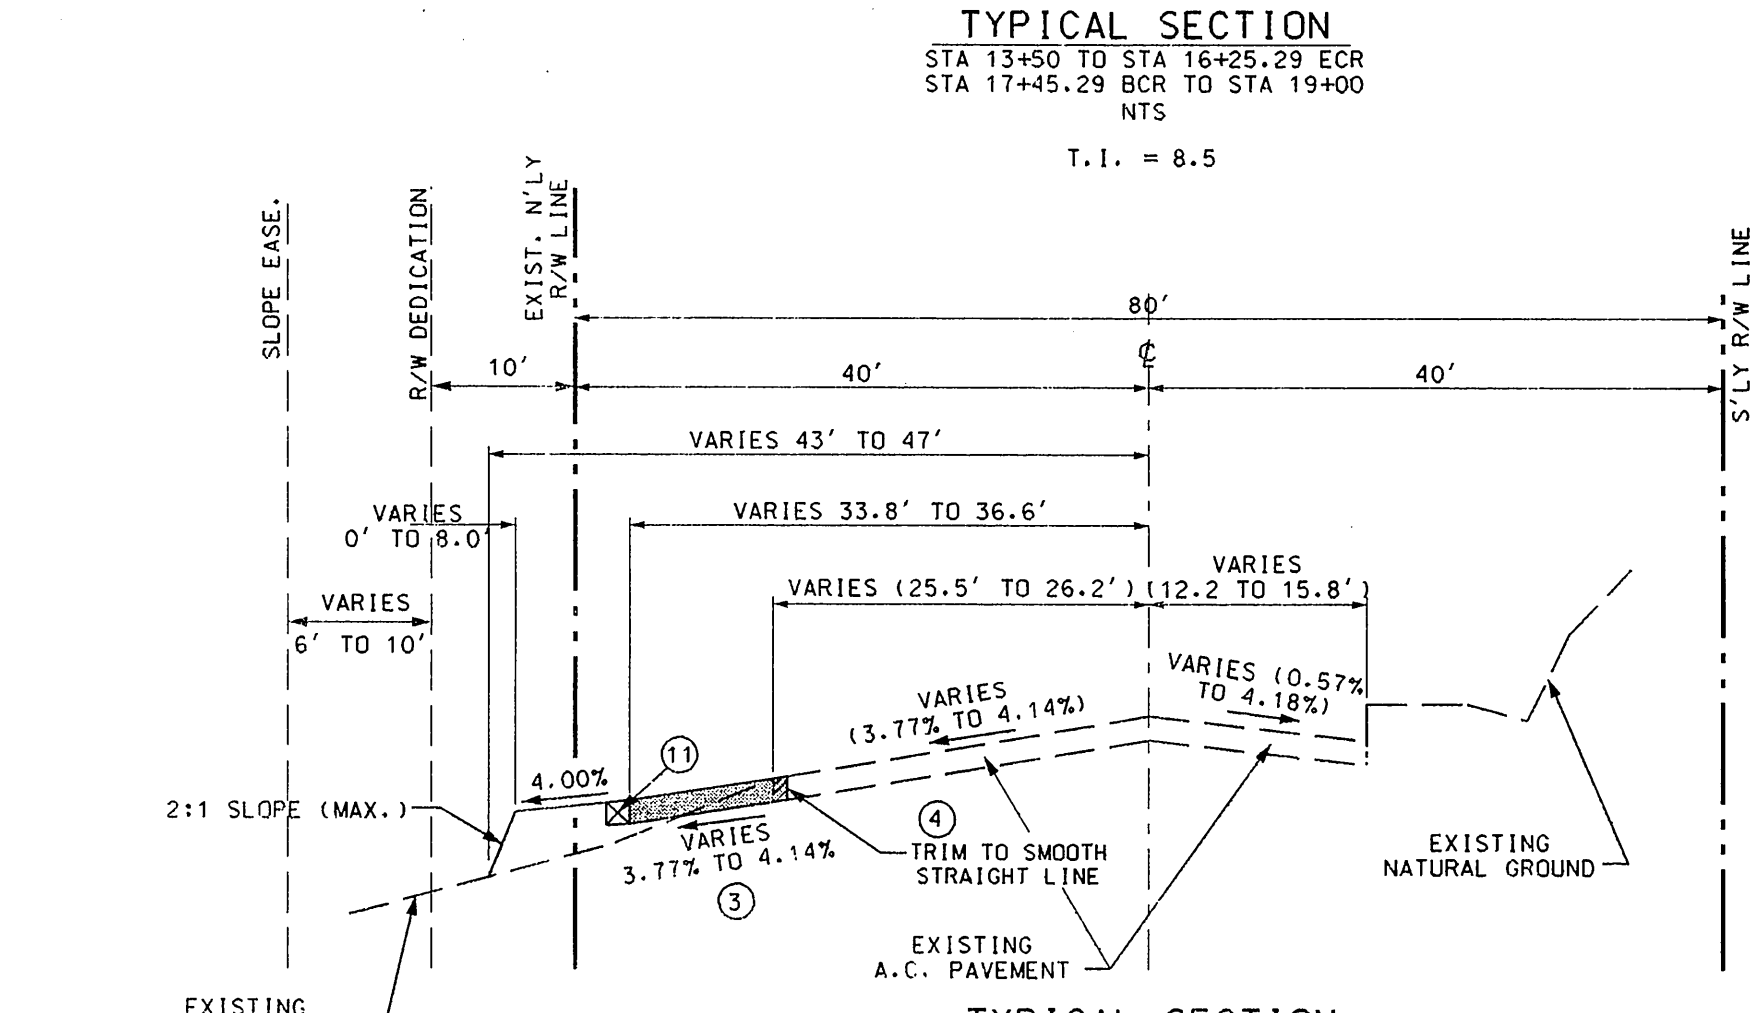 TYPICAL SECTION
STA 13+50 TO STA 16+25.29 ECR
STA 17+45.29 BCR TO STA 19+00
NTS
T.I. = 8.5
SLOPE EASE.
R/W DEDICATION
EXIST. N'LY
R/W LINE
S'LY R/W LINE
80'
℄
10'
40'
40'
VARIES 43' TO 47'
VARIES
0' TO 8.0'
VARIES 33.8' TO 36.6'
VARIES
6' TO 10'
VARIES (25.5' TO 26.2')
VARIES
(12.2 TO 15.8')
VARIES
(3.77% TO 4.14%)
VARIES (0.57%
TO 4.18%)
11
4.00%
2:1 SLOPE (MAX.)
VARIES
3.77% TO 4.14%
3
4
TRIM TO SMOOTH
STRAIGHT LINE
EXISTING
NATURAL GROUND
EXISTING
A.C. PAVEMENT
EXISTING
TYPICAL SECTION